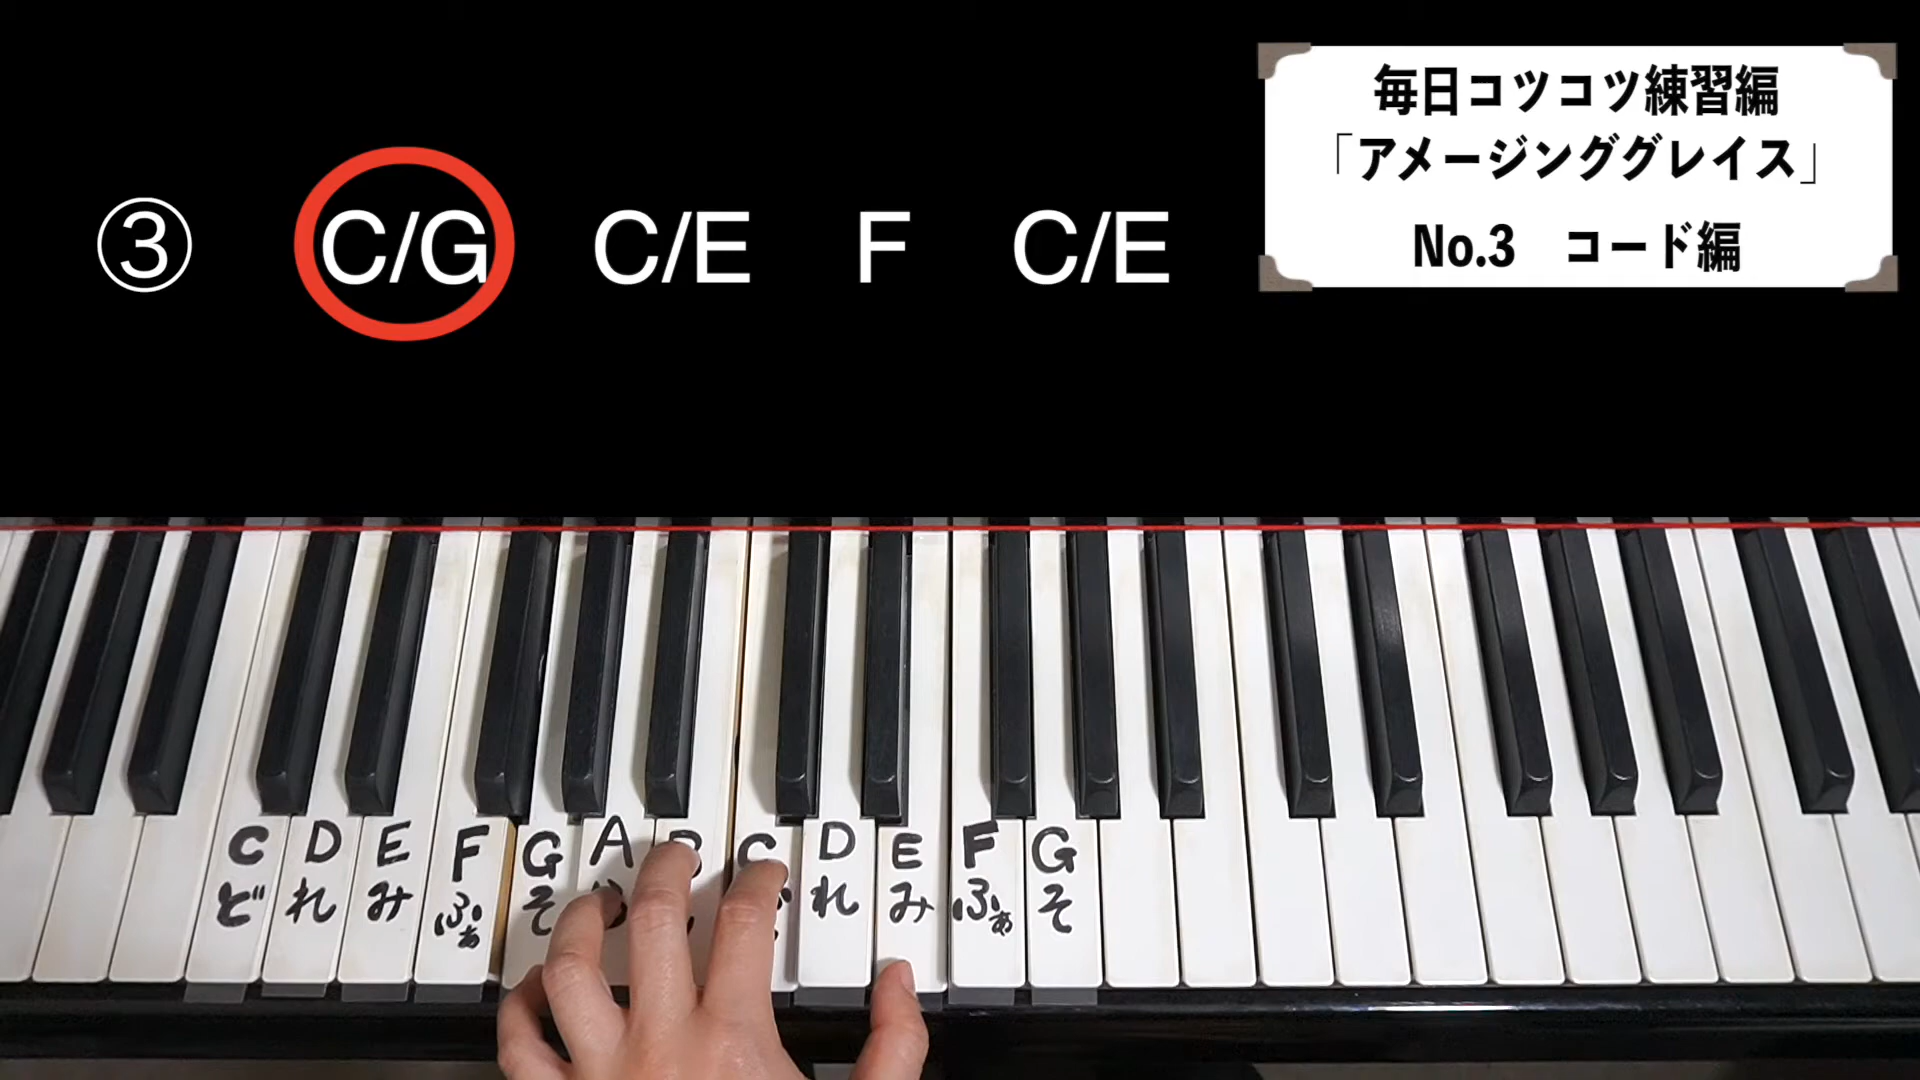 ③ C/G C/E F C/E
毎日コツコツ練習編
「アメージンググレイス」
No.3 コード編
C D E F G A C D E F G
ど れ み ふぁ そ れ み ふぁ そ